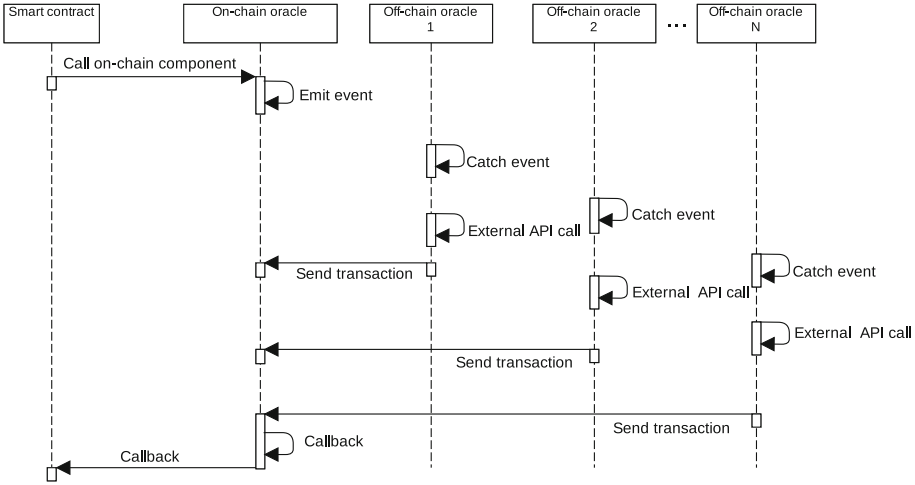 Smart contract
On-chain oracle
Off-chain oracle
1
Off-chain oracle
2
...
Off-chain oracle
N
Call on-chain component
Emit event
Catch event
Catch event
External API call
Catch event
Send transaction
External API call
External API call
Send transaction
Send transaction
Callback
Callback